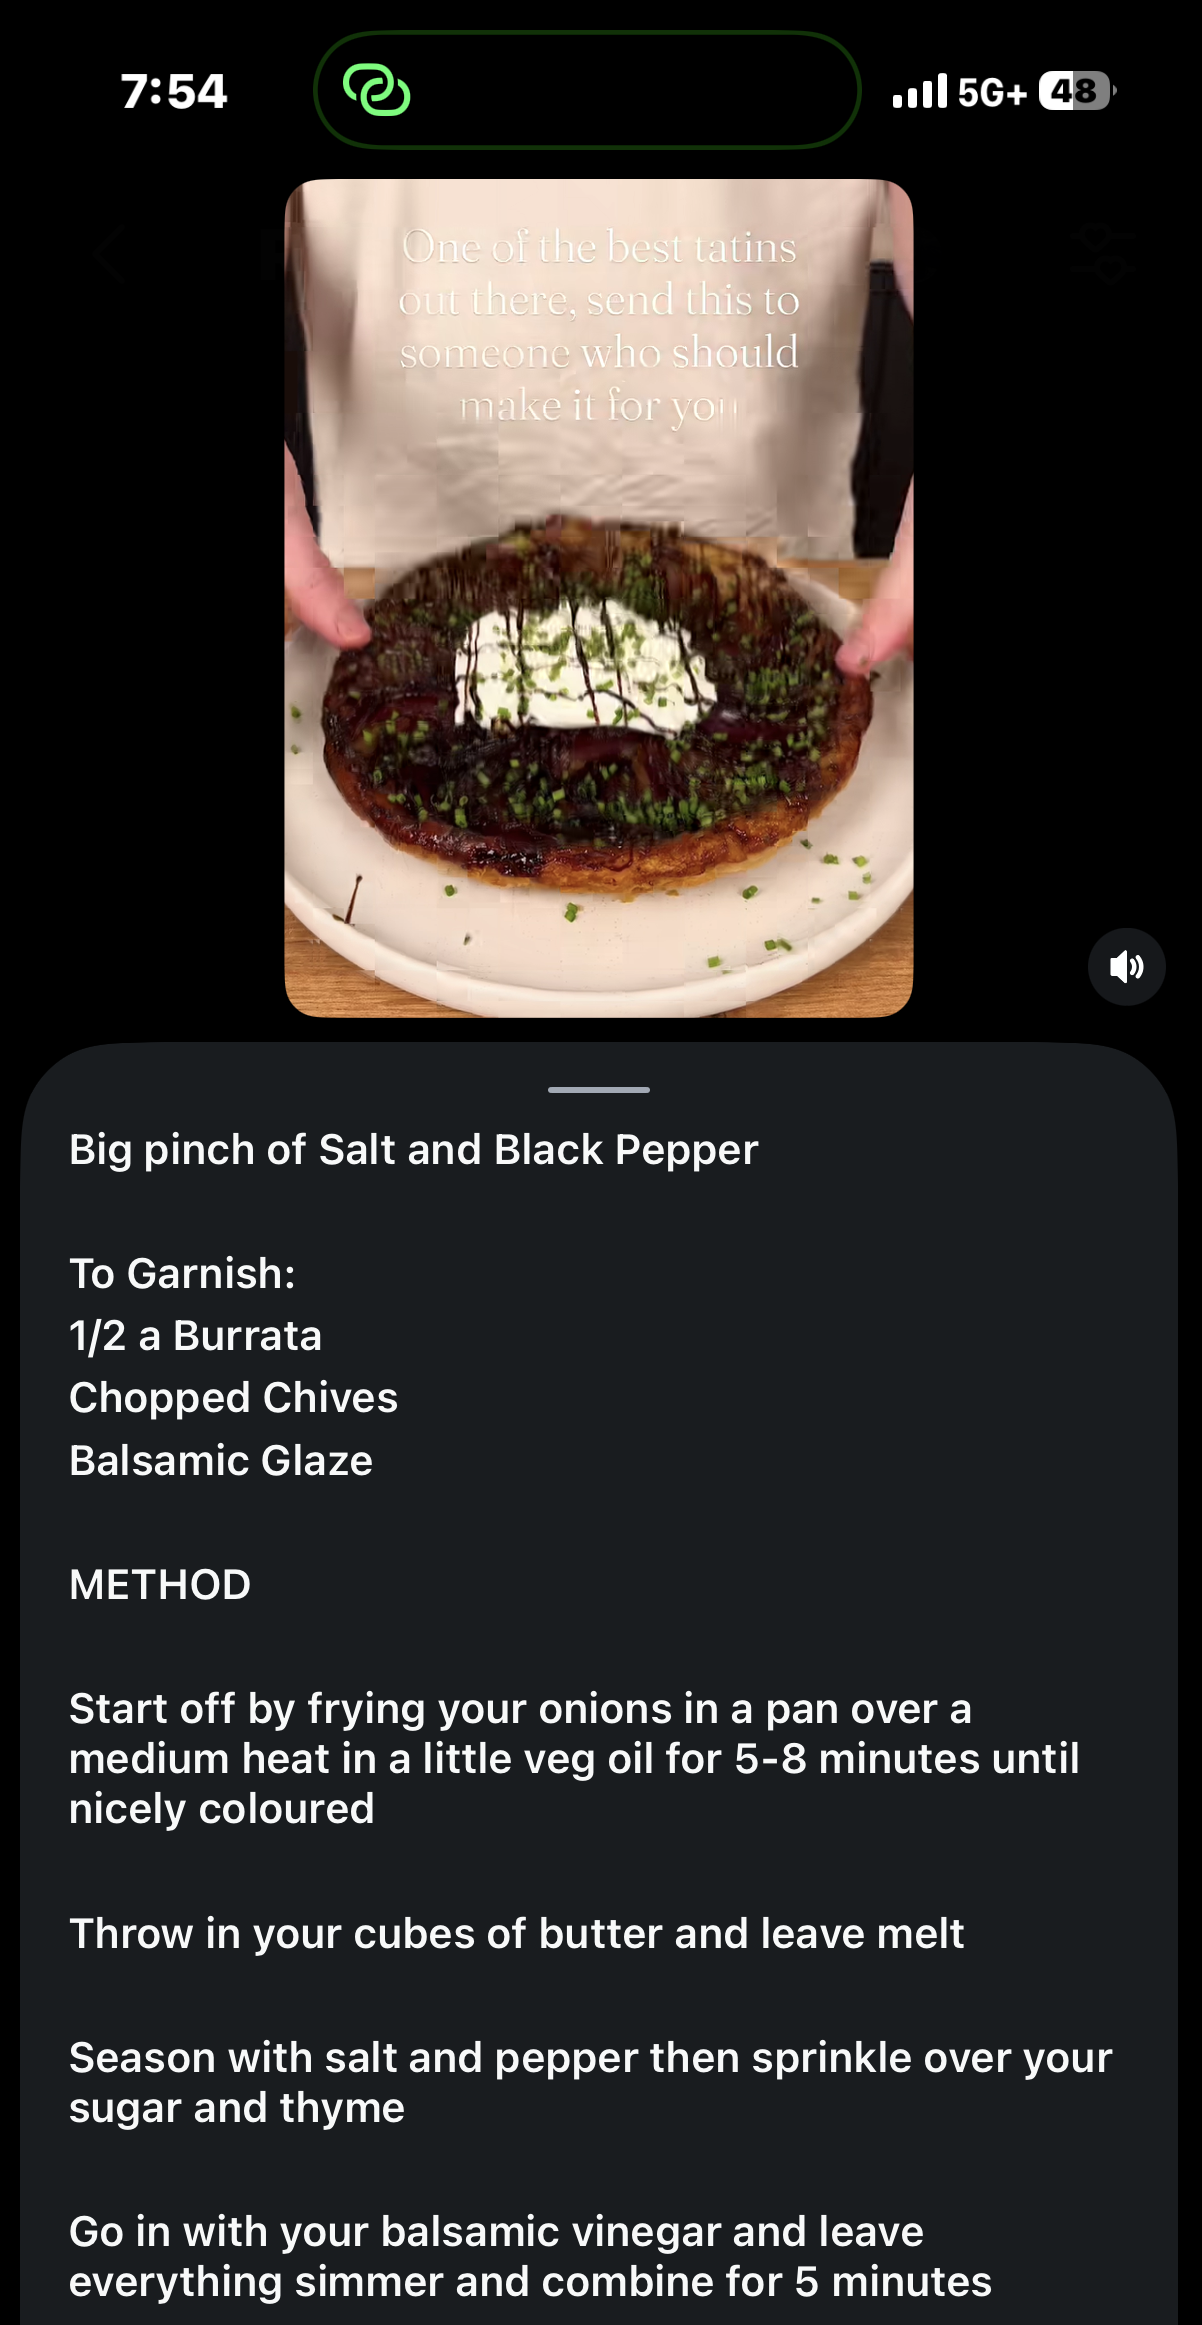 7:54
5G+
48
One of the best tatins
out there, send this to
someone who should
make it for you
Big pinch of Salt and Black Pepper
To Garnish:
1/2 a Burrata
Chopped Chives
Balsamic Glaze
METHOD
Start off by frying your onions in a pan over a
medium heat in a little veg oil for 5-8 minutes until
nicely coloured
Throw in your cubes of butter and leave melt
Season with salt and pepper then sprinkle over your
sugar and thyme
Go in with your balsamic vinegar and leave
everything simmer and combine for 5 minutes